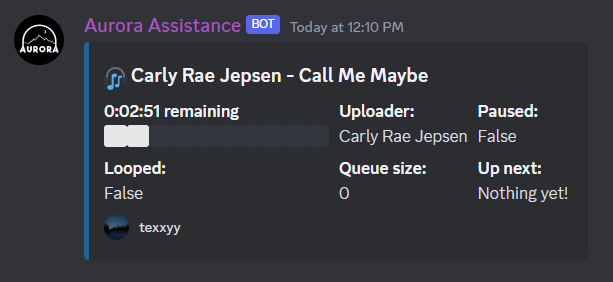 Aurora Assistance BOT Today at 12:10 PM
AURORA
Carly Rae Jepsen - Call Me Maybe
0:02:51 remaining Uploader: Paused:
Carly Rae Jepsen False
Looped: Queue size: Up next:
False 0 Nothing yet!
texxyy